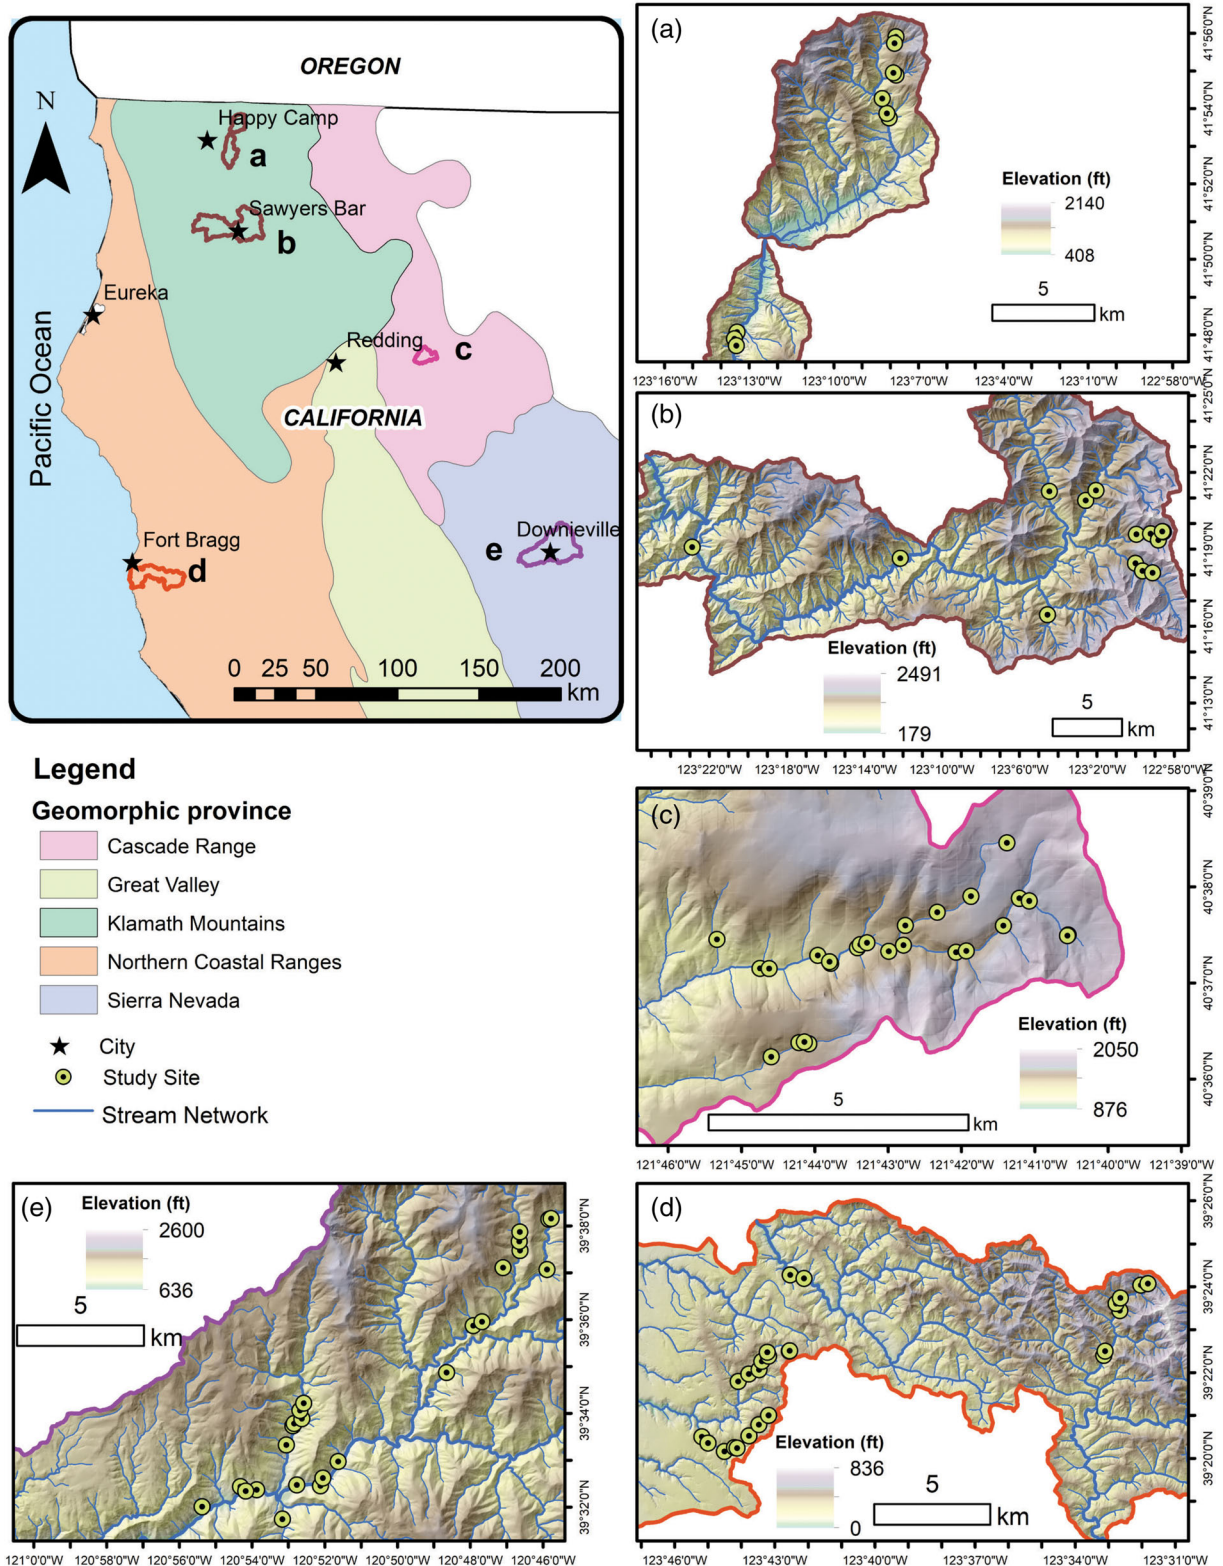 OREGON
N
Happy Camp
a
Sawyers Bar
b
Eureka
Redding
c
CALIFORNIA
Pacific Ocean
Downieville
e
Fort Bragg
d
0 25 50 100 150 200
km
Legend
Geomorphic province
Cascade Range
Great Valley
Klamath Mountains
Northern Coastal Ranges
Sierra Nevada
City
Study Site
Stream Network
(a)
Elevation (ft)
2140
408
5
km
41°56'0"N
41°54'0"N
41°52'0"N
41°50'0"N
41°48'0"N
123°16'0"W 123°13'0"W 123°10'0"W 123°7'0"W 123°4'0"W 123°1'0"W 122°58'0"W
(b)
Elevation (ft)
2491
179
5
km
41°25'0"N
41°22'0"N
41°19'0"N
41°16'0"N
41°13'0"N
123°22'0"W 123°18'0"W 123°14'0"W 123°10'0"W 123°6'0"W 123°2'0"W 122°58'0"W
(c)
Elevation (ft)
2050
876
5
km
40°39'0"N
40°38'0"N
40°37'0"N
40°36'0"N
121°46'0"W 121°45'0"W 121°44'0"W 121°43'0"W 121°42'0"W 121°41'0"W 121°40'0"W 121°39'0"W
(e)
Elevation (ft)
2600
636
5
km
39°38'0"N
39°36'0"N
39°34'0"N
39°32'0"N
121°0'0"W 120°58'0"W 120°56'0"W 120°54'0"W 120°52'0"W 120°50'0"W 120°48'0"W 120°46'0"W
(d)
Elevation (ft)
836
0
5
km
39°26'0"N
39°24'0"N
39°22'0"N
39°20'0"N
123°46'0"W 123°43'0"W 123°40'0"W 123°37'0"W 123°34'0"W 123°31'0"W